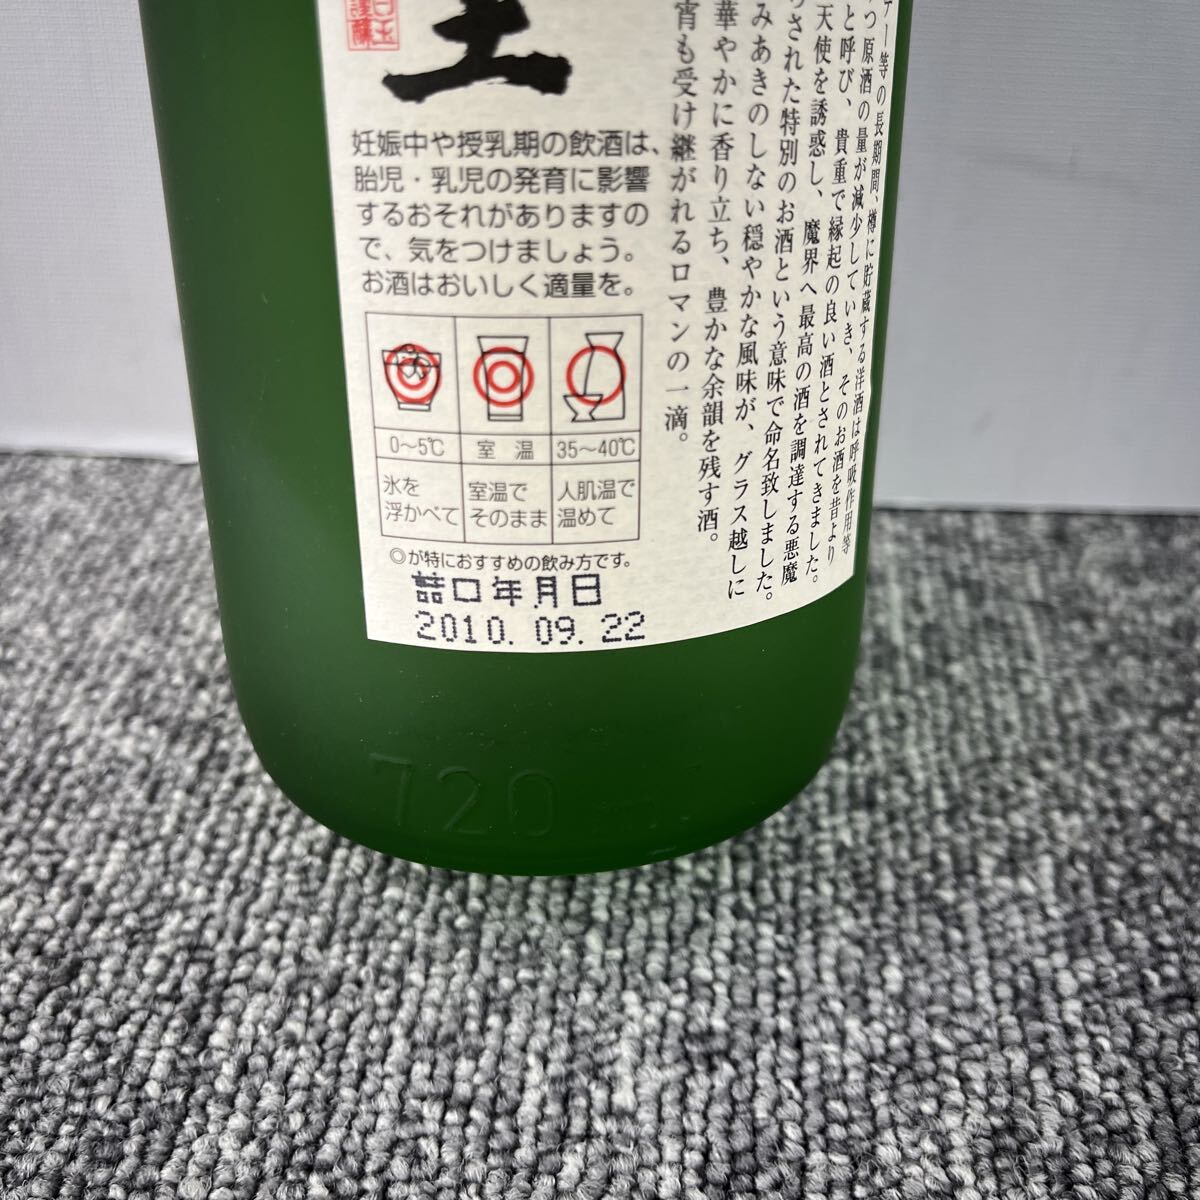 王
白玉
謹醸
等の長期間、樽に貯蔵する洋酒は呼吸作用等
つ原酒の量が減少していき、そのお酒を昔より
と呼び、貴重で縁起の良い酒とされてきました。
天使を誘惑し、魔界へ最高の酒を調達する悪魔
された特別のお酒という意味で命名致しました。
みあきのしない穏やかな風味が、グラス越しに
華やかに香り立ち、豊かな余韻を残す酒。
宵も受け継がれるロマンの一滴。
妊娠中や授乳期の飲酒は、
胎児・乳児の発育に影響
するおそれがありますの
で、気をつけましょう。
お酒はおいしく適量を。
0～5℃ 室温 35～40℃
氷を
浮かべて
室温で
そのまま
人肌温で
温めて
◎が特におすすめの飲み方です。
詰口年月日
2010. 09. 22
720 ml